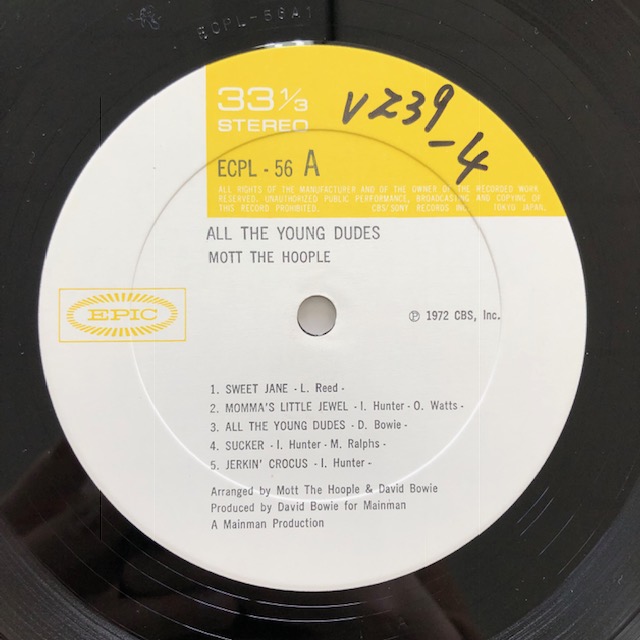 ECPL-56A1
33 1/3
STEREO
VZ39-4
ECPL - 56 A
ALL RIGHTS OF THE MANUFACTURER AND OF THE OWNER OF THE RECORDED WORK
RESERVED. UNAUTHORIZED PUBLIC PERFORMANCE, BROADCASTING AND COPYING OF
THIS RECORD PROHIBITED. CBS/SONY RECORDS INC. TOKYO JAPAN.
ALL THE YOUNG DUDES
MOTT THE HOOPLE
EPIC
Ⓟ 1972 CBS, Inc.
1. SWEET JANE - L. Reed -
2. MOMMA'S LITTLE JEWEL - I. Hunter - O. Watts -
3. ALL THE YOUNG DUDES - D. Bowie -
4. SUCKER - I. Hunter - M. Ralphs -
5. JERKIN' CROCUS - I. Hunter -
Arranged by Mott The Hoople & David Bowie
Produced by David Bowie for Mainman
A Mainman Production